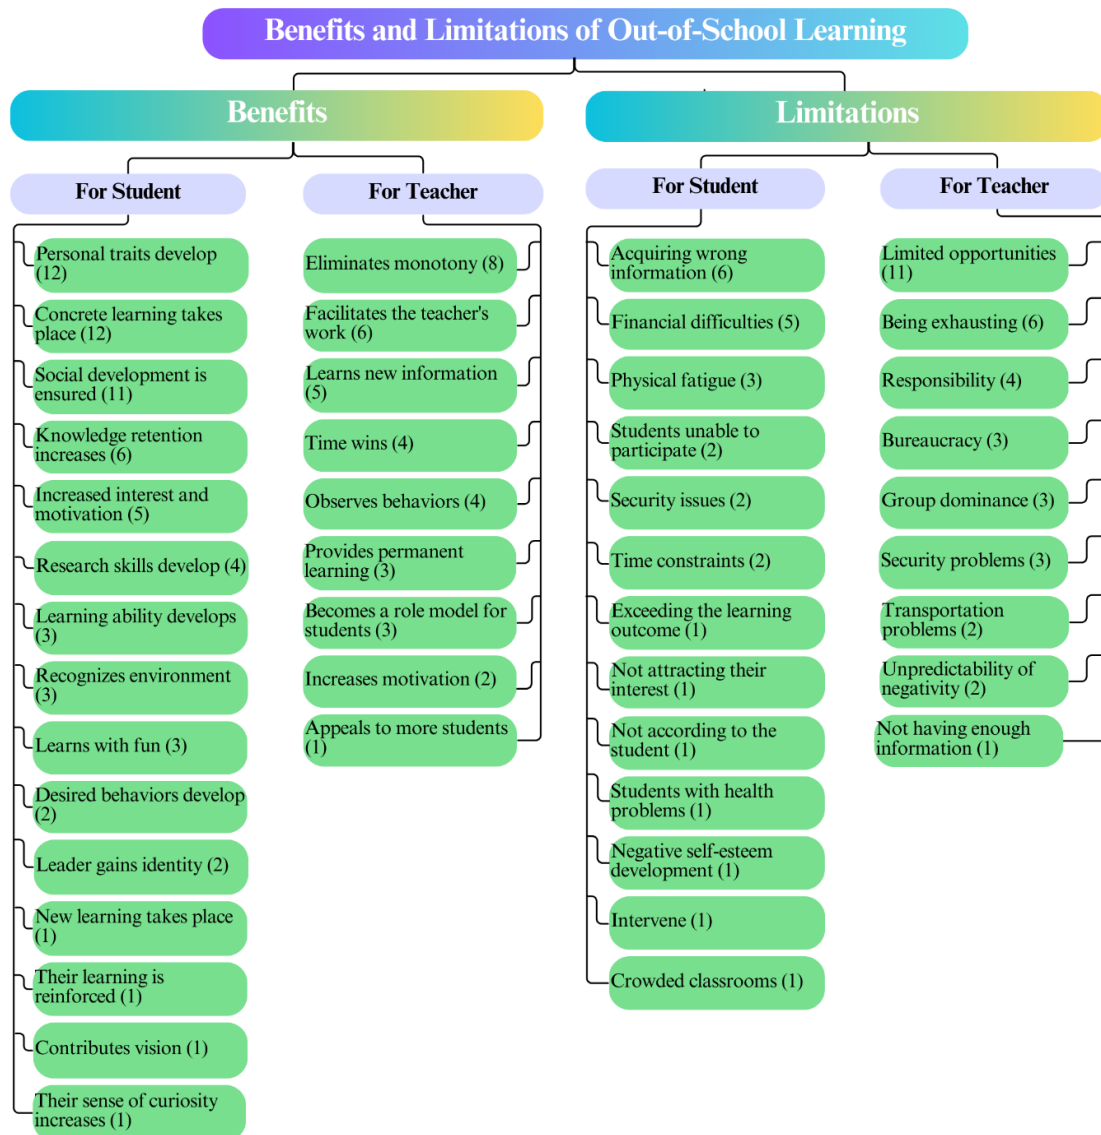 Benefits and Limitations of Out-of-School Learning
Benefits
For Student
Personal traits develop
(12)
Concrete learning takes
place (12)
Social development is
ensured (11)
Knowledge retention
increases (6)
Increased interest and
motivation (5)
Research skills develop (4)
Learning ability develops
(3)
Recognizes environment
(3)
Learns with fun (3)
Desired behaviors develop
(2)
Leader gains identity (2)
New learning takes place
(1)
Their learning is
reinforced (1)
Contributes vision (1)
Their sense of curiosity
increases (1)
For Teacher
Eliminates monotony (8)
Facilitates the teacher's
work (6)
Learns new information
(5)
Time wins (4)
Observes behaviors (4)
Provides permanent
learning (3)
Becomes a role model for
students (3)
Increases motivation (2)
Appeals to more students
(1)
Limitations
For Student
Acquiring wrong
information (6)
Financial difficulties (5)
Physical fatigue (3)
Students unable to
participate (2)
Security issues (2)
Time constraints (2)
Exceeding the learning
outcome (1)
Not attracting their
interest (1)
Not according to the
student (1)
Students with health
problems (1)
Negative self-esteem
development (1)
Intervene (1)
Crowded classrooms (1)
For Teacher
Limited opportunities
(11)
Being exhausting (6)
Responsibility (4)
Bureaucracy (3)
Group dominance (3)
Security problems (3)
Transportation
problems (2)
Unpredictability of
negativity (2)
Not having enough
information (1)